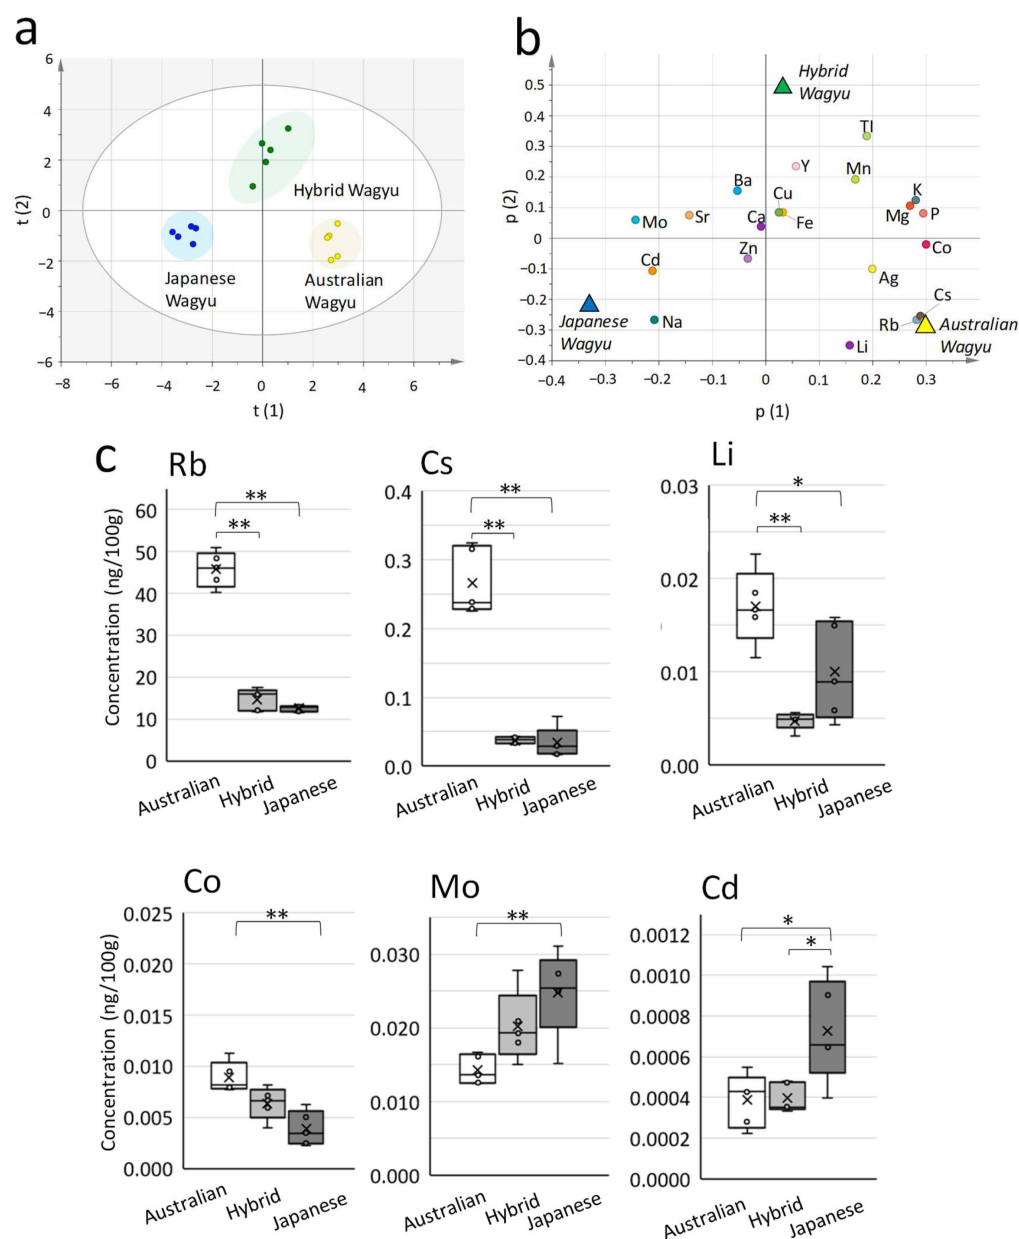 a
t (2)
6
4
2
0
−2
−4
−6
−8
−6
−4
−2
0
2
4
6
t (1)
Hybrid Wagyu
Japanese
Wagyu
Australian
Wagyu
b
p (2)
0.5
0.4
0.3
0.2
0.1
0
−0.1
−0.2
−0.3
−0.4
−0.4
−0.3
−0.2
−0.1
0
0.1
0.2
0.3
p (1)
Hybrid
Wagyu
Tl
Y
Mn
Ba
Cu
K
Mo
Sr
Ca
Fe
Mg
P
Zn
Co
Cd
Ag
Cs
Japanese
Wagyu
Na
Rb
Australian
Wagyu
Li
c
Rb
Concentration (ng/100g)
60
50
40
30
20
10
0
**
**
Australian
Hybrid
Japanese
Cs
0.4
0.3
0.2
0.1
0.0
**
**
Australian
Hybrid
Japanese
Li
0.03
0.02
0.01
0.00
*
**
Australian
Hybrid
Japanese
Co
Concentration (ng/100g)
0.025
0.020
0.015
0.010
0.005
0.000
**
Australian
Hybrid
Japanese
Mo
0.030
0.020
0.010
0.000
**
Australian
Hybrid
Japanese
Cd
0.0012
0.0010
0.0008
0.0006
0.0004
0.0002
0.0000
*
*
Australian
Hybrid
Japanese